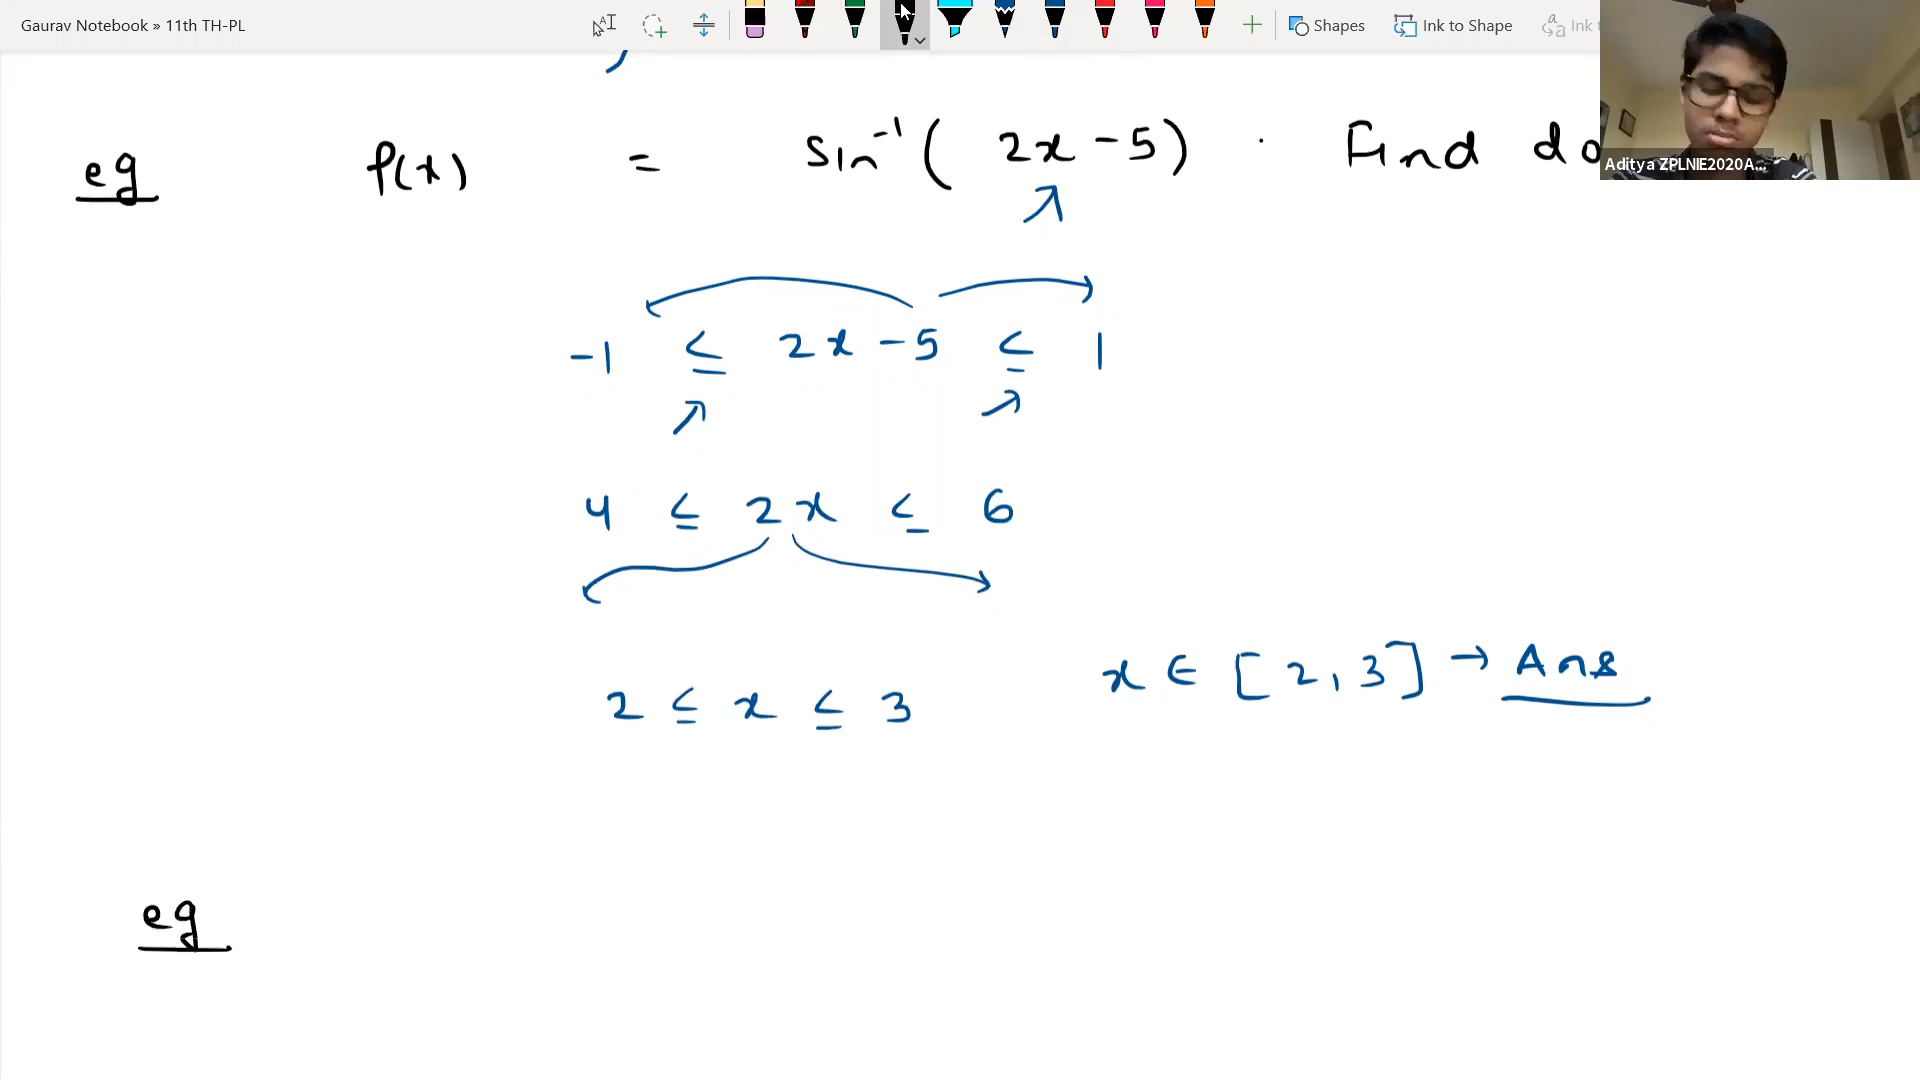 Gaurav Notebook » 11th TH-PL
Shapes
Ink to Shape
Ink
Aditya ZPLNIE2020A...
eg f(x) = sin⁻¹( 2x - 5) . Find do
-1 ≤ 2x - 5 ≤ 1
4 ≤ 2x ≤ 6
2 ≤ x ≤ 3
x ∈ [2, 3] → Ans
eg